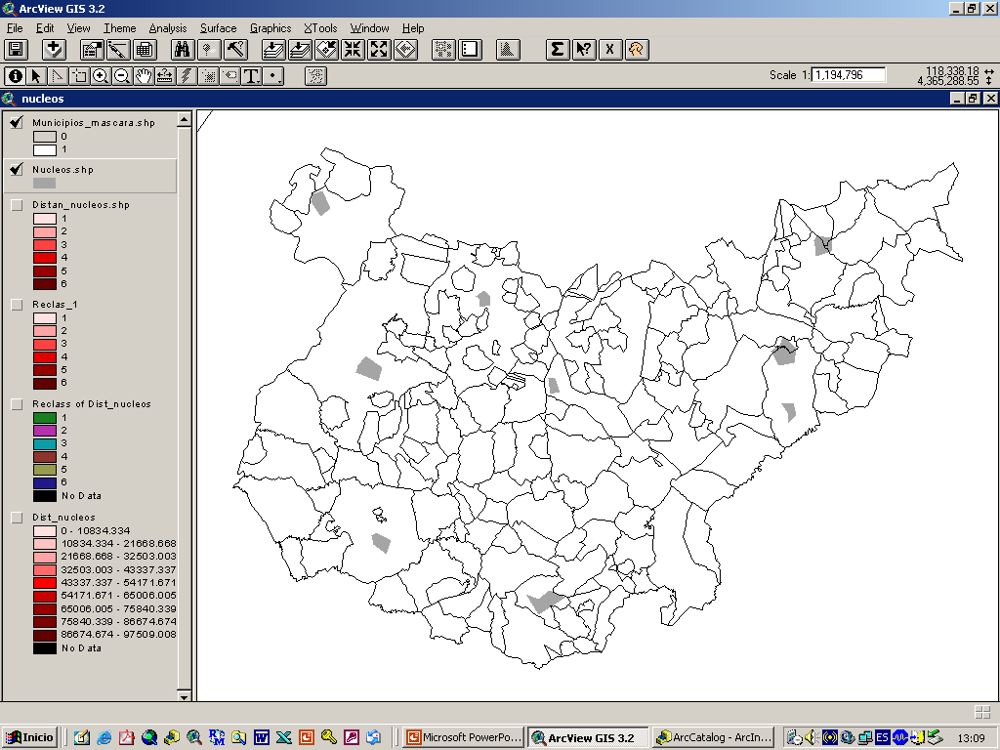 ArcView GIS 3.2
File Edit View Theme Analysis Surface Graphics XTools Window Help
Scale 1: 1,194,796
118,338.18
4,365,288.55
nucleos
Municipios_mascara.shp
0
1
Nucleos.shp
Distan_nucleos.shp
1
2
3
4
5
6
Reclas_1
1
2
3
4
5
6
Reclass of Dist_nucleos
1
2
3
4
5
6
No Data
Dist_nucleos
0 - 10834.334
10834.334 - 21668.668
21668.668 - 32503.003
32503.003 - 43337.337
43337.337 - 54171.671
54171.671 - 65006.005
65006.005 - 75840.339
75840.339 - 86674.674
86674.674 - 97509.008
No Data
Inicio
Microsoft PowerPo...
ArcView GIS 3.2
ArcCatalog - ArcIn...
ES
13:09